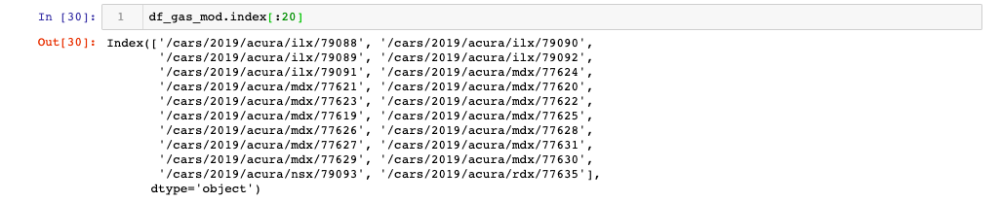 In [30]: 1 df_gas_mod.index[:20]
Out[30]: Index(['/cars/2019/acura/ilx/79088', '/cars/2019/acura/ilx/79090',
'/cars/2019/acura/ilx/79089', '/cars/2019/acura/ilx/79092',
'/cars/2019/acura/ilx/79091', '/cars/2019/acura/mdx/77624',
'/cars/2019/acura/mdx/77621', '/cars/2019/acura/mdx/77620',
'/cars/2019/acura/mdx/77623', '/cars/2019/acura/mdx/77622',
'/cars/2019/acura/mdx/77619', '/cars/2019/acura/mdx/77625',
'/cars/2019/acura/mdx/77626', '/cars/2019/acura/mdx/77628',
'/cars/2019/acura/mdx/77627', '/cars/2019/acura/mdx/77631',
'/cars/2019/acura/mdx/77629', '/cars/2019/acura/mdx/77630',
'/cars/2019/acura/nsx/79093', '/cars/2019/acura/rdx/77635'],
dtype='object')